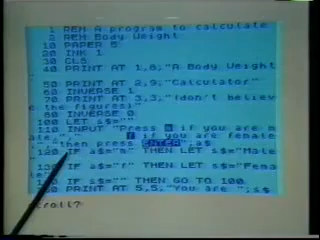 1 REM A program to calculate
2 REM Body Weight
10 PAPER 5
20 INK 1
30 CLS
40 PRINT AT 1,8;"A Body Weight
50 PRINT AT 2,9;"Calculator"
60 INVERSE 1
70 PRINT AT 3,3;"(don't believ
e the figures)"
80 INVERSE 0
100 LET s$=""
110 INPUT "Press m if you are m
ale,";" f if you are female
";"then press ENTER";a$
120 IF a$="m" THEN LET s$="Male
"
130 IF a$="f" THEN LET s$="Fema
le"
IF s$="" THEN GO TO 100
PRINT AT 5,5;"You are ";s$
scroll?